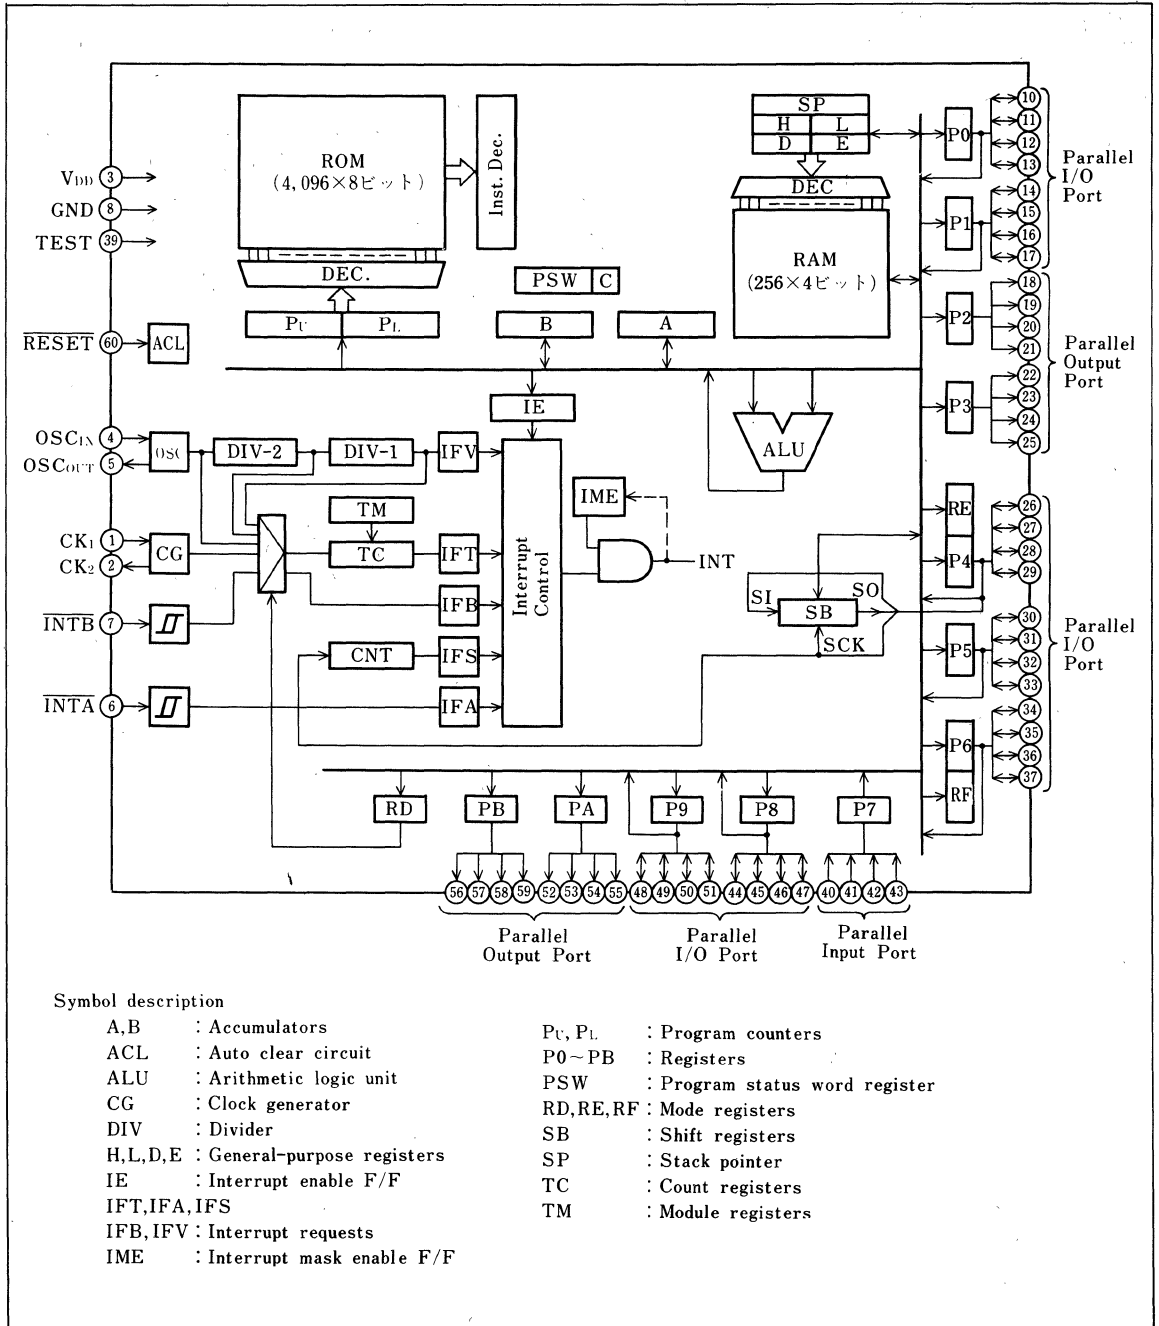 SP
H L
D E
DEC
ROM
(4,096×8ビット)
Inst. Dec.
DEC.
PU PL
RAM
(256×4ビット)
PSW C
B
A
VDD 3
GND 8
TEST 39
RESET 60 ACL
OSCIN 4
OSCOUT 5
OSC
DIV-2
DIV-1
IFV
IE
ALU
CK1 1
CK2 2
CG
TM
TC
IFT
IME
INT
Interrupt Control
INTB 7
IFB
CNT
IFS
INTA 6
IFA
SI
SB
SO
SCK
P0
10
11
12
13
Parallel
I/O
Port
P1
14
15
16
17
P2
18
19
20
21
Parallel
Output
Port
P3
22
23
24
25
RE
P4
26
27
28
29
P5
30
31
32
33
Parallel
I/O
Port
P6
RF
34
35
36
37
RD
PB
PA
P9
P8
P7
56 57 58 59 52 53 54 55 48 49 50 51 44 45 46 47 40 41 42 43
Parallel
Output Port
Parallel
I/O Port
Parallel
Input Port
Symbol description
A,B : Accumulators
ACL : Auto clear circuit
ALU : Arithmetic logic unit
CG : Clock generator
DIV : Divider
H,L,D,E : General-purpose registers
IE : Interrupt enable F/F
IFT,IFA,IFS
IFB,IFV : Interrupt requests
IME : Interrupt mask enable F/F
PU, PL : Program counters
P0~PB : Registers
PSW : Program status word register
RD,RE,RF : Mode registers
SB : Shift registers
SP : Stack pointer
TC : Count registers
TM : Module registers